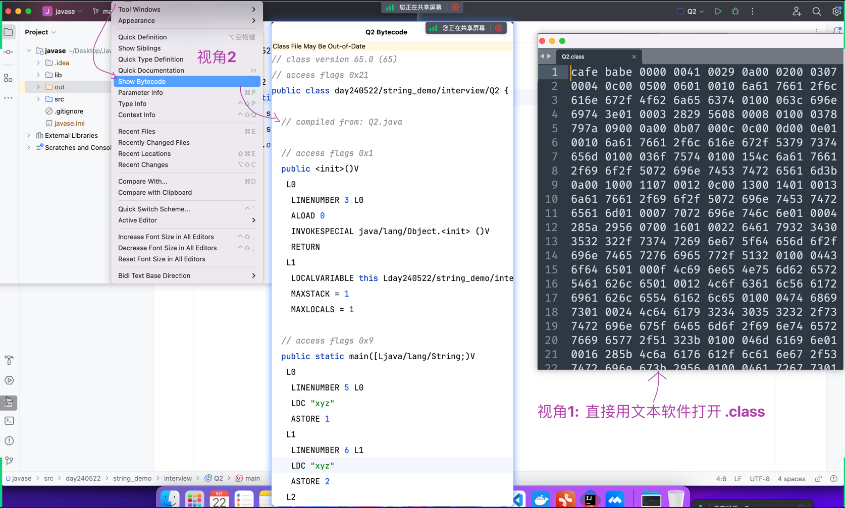 javase
您正在共享屏幕
Q2
Project
javase ~/Desktop/Jav
.idea
lib
out
src
.gitignore
javase.iml
External Libraries
Scratches and Consol
Tool Windows
Appearance
Quick Definition ⌥空格键
Show Siblings
Quick Type Definition
Quick Documentation
Show Bytecode
Parameter Info ⌘P
Type Info ^⇧P
Context Info ^⇧Q
Recent Files ⌘E
Recently Changed Files
Recent Locations ⇧⌘E
Recent Changes ⌥⇧C
Compare With... ⌘D
Compare with Clipboard
Quick Switch Scheme... ^`
Active Editor
Increase Font Size in All Editors ^⇧.
Decrease Font Size in All Editors ^⇧,
Reset Font Size in All Editors
Bidi Text Base Direction
视角2
Q2 Bytecode
您正在共享屏幕
Class File May Be Out-of-Date
// class version 65.0 (65)
// access flags 0x21
public class day240522/string_demo/interview/Q2 {
// compiled from: Q2.java
// access flags 0x1
public <init>()V
L0
LINENUMBER 3 L0
ALOAD 0
INVOKESPECIAL java/lang/Object.<init> ()V
RETURN
L1
LOCALVARIABLE this Lday240522/string_demo/inte
MAXSTACK = 1
MAXLOCALS = 1
// access flags 0x9
public static main([Ljava/lang/String;)V
L0
LINENUMBER 5 L0
LDC "xyz"
ASTORE 1
L1
LINENUMBER 6 L1
LDC "xyz"
ASTORE 2
L2
Q2.class
1 cafe babe 0000 0041 0029 0a00 0200 0307
2 0004 0c00 0500 0601 0010 6a61 7661 2f6c
3 616e 672f 4f62 6a65 6374 0100 063c 696e
4 6974 3e01 0003 2829 5608 0008 0100 0378
5 797a 0900 0a00 0b07 000c 0c00 0d00 0e01
6 0010 6a61 7661 2f6c 616e 672f 5379 7374
7 656d 0100 036f 7574 0100 154c 6a61 7661
8 2f69 6f2f 5072 696e 7453 7472 6561 6d3b
9 0a00 1000 1107 0012 0c00 1300 1401 0013
10 6a61 7661 2f69 6f2f 5072 696e 7453 7472
11 6561 6d01 0007 7072 696e 746c 6e01 0004
12 285a 2956 0700 1601 0022 6461 7932 3430
13 3532 322f 7374 7269 6e67 5f64 656d 6f2f
14 696e 7465 7276 6965 772f 5132 0100 0443
15 6f64 6501 000f 4c69 6e65 4e75 6d62 6572
16 5461 626c 6501 0012 4c6f 6361 6c56 6172
17 6961 626c 6554 6162 6c65 0100 0474 6869
18 7301 0024 4c64 6179 3234 3035 3232 2f73
19 7472 696e 675f 6465 6d6f 2f69 6e74 6572
20 7669 6577 2f51 323b 0100 046d 6169 6e01
21 0016 285b 4c6a 6176 612f 6c61 6e67 2f53
22 7472 696e 673b 2956 0100 0461 7267 7301
视角1: 直接用文本软件打开 .class
javase src day240522 string_demo interview Q2 main
4:8 LF UTF-8 4 spaces
22